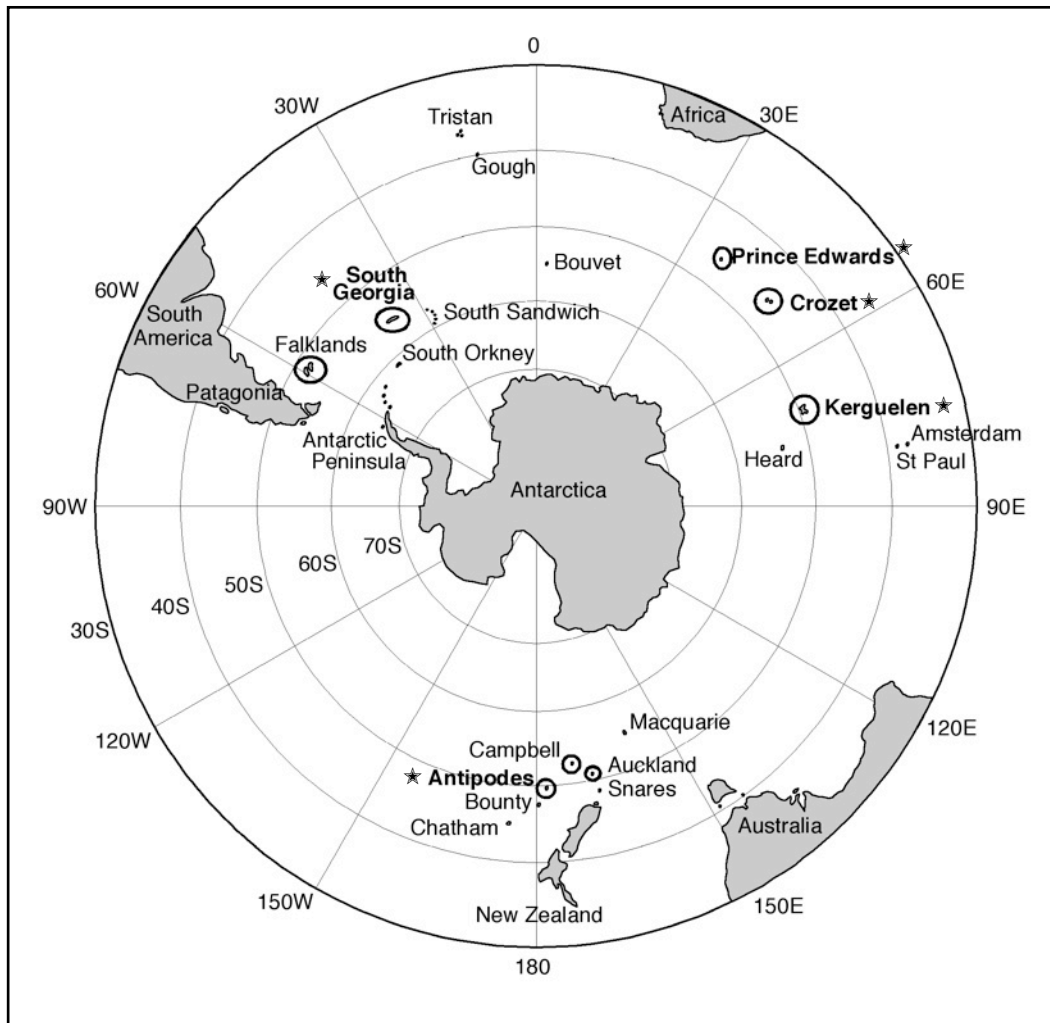 0
30W
Tristan
Africa
30E
Gough
Prince Edwards
Bouvet
60E
South
Georgia
Crozet
60W
South
America
South Sandwich
Falklands
South Orkney
Patagonia
Kerguelen
Amsterdam
Antarctic
Peninsula
Heard
St Paul
Antarctica
90W
90E
70S
60S
50S
40S
30S
120W
120E
Macquarie
Campbell
Auckland
Antipodes
Snares
Bounty
Chatham
Australia
150W
150E
New Zealand
180